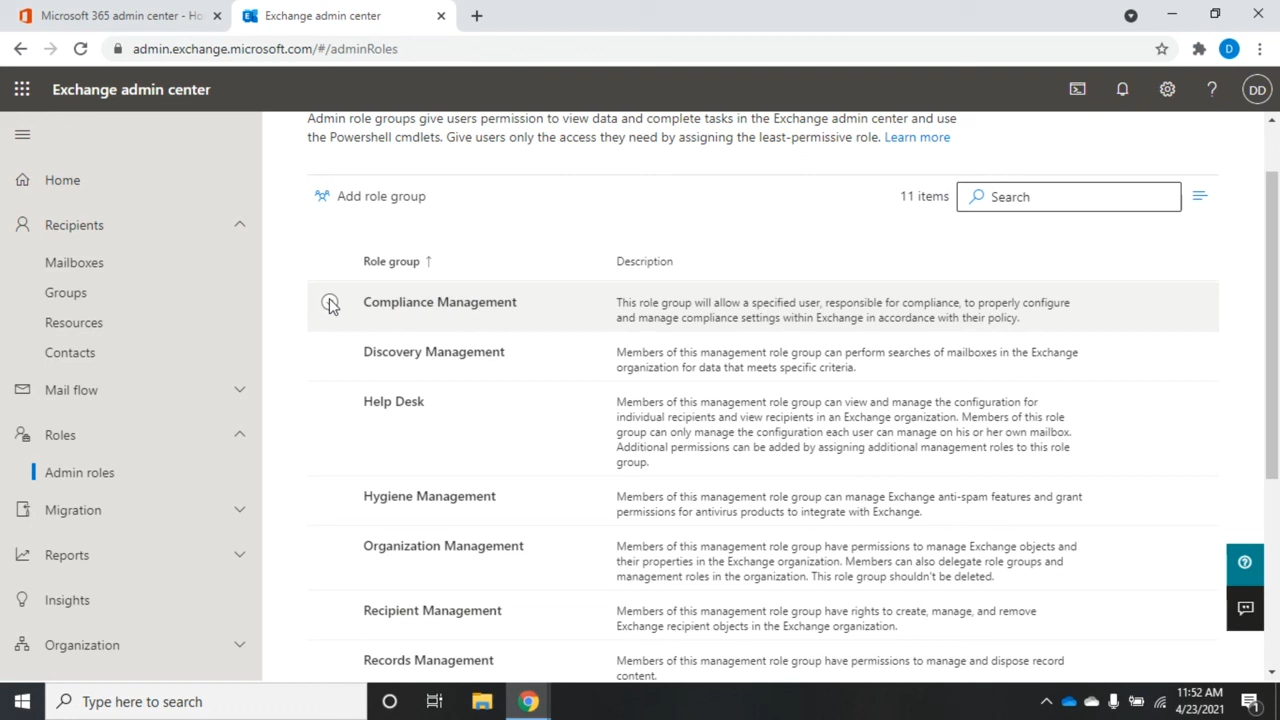 Microsoft 365 admin center - Ho
Exchange admin center
admin.exchange.microsoft.com/#/adminRoles
D
Exchange admin center
DD
Admin role groups give users permission to view data and complete tasks in the Exchange admin center and use
the Powershell cmdlets. Give users only the access they need by assigning the least-permissive role. Learn more
Home
Recipients
Mailboxes
Groups
Resources
Contacts
Mail flow
Roles
Admin roles
Migration
Reports
Insights
Organization
Add role group
11 items
Search
Role group ↑
Description
Compliance Management
This role group will allow a specified user, responsible for compliance, to properly configure
and manage compliance settings within Exchange in accordance with their policy.
Discovery Management
Members of this management role group can perform searches of mailboxes in the Exchange
organization for data that meets specific criteria.
Help Desk
Members of this management role group can view and manage the configuration for
individual recipients and view recipients in an Exchange organization. Members of this role
group can only manage the configuration each user can manage on his or her own mailbox.
Additional permissions can be added by assigning additional management roles to this role
group.
Hygiene Management
Members of this management role group can manage Exchange anti-spam features and grant
permissions for antivirus products to integrate with Exchange.
Organization Management
Members of this management role group have permissions to manage Exchange objects and
their properties in the Exchange organization. Members can also delegate role groups and
management roles in the organization. This role group shouldn't be deleted.
Recipient Management
Members of this management role group have rights to create, manage, and remove
Exchange recipient objects in the Exchange organization.
Records Management
Members of this management role group have permissions to manage and dispose record
content.
Type here to search
11:52 AM
4/23/2021
1